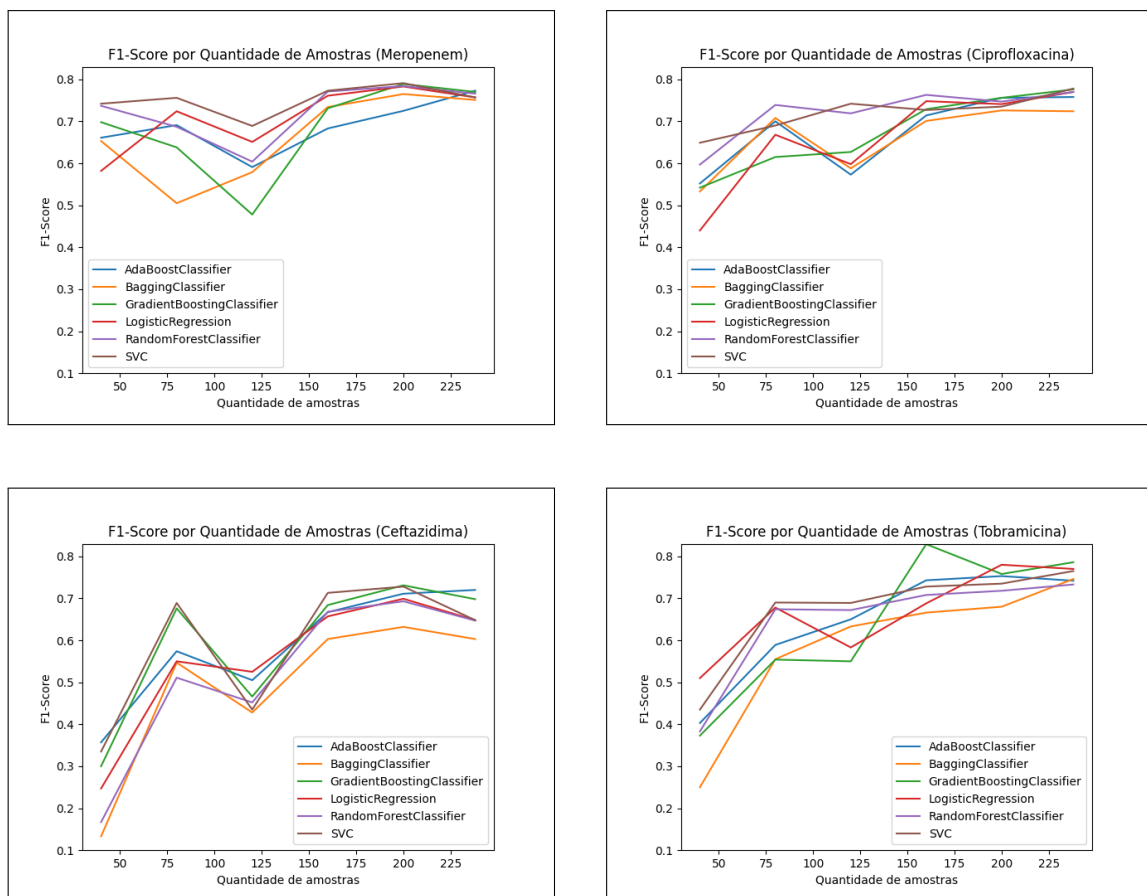 F1-Score por Quantidade de Amostras (Meropenem)
0.8
0.7
0.6
0.5
0.4
0.3
0.2
0.1
F1-Score
AdaBoostClassifier
BaggingClassifier
GradientBoostingClassifier
LogisticRegression
RandomForestClassifier
SVC
50 75 100 125 150 175 200 225
Quantidade de amostras
F1-Score por Quantidade de Amostras (Ciprofloxacina)
0.8
0.7
0.6
0.5
0.4
0.3
0.2
0.1
F1-Score
AdaBoostClassifier
BaggingClassifier
GradientBoostingClassifier
LogisticRegression
RandomForestClassifier
SVC
50 75 100 125 150 175 200 225
Quantidade de amostras
F1-Score por Quantidade de Amostras (Ceftazidima)
0.8
0.7
0.6
0.5
0.4
0.3
0.2
0.1
F1-Score
AdaBoostClassifier
BaggingClassifier
GradientBoostingClassifier
LogisticRegression
RandomForestClassifier
SVC
50 75 100 125 150 175 200 225
Quantidade de amostras
F1-Score por Quantidade de Amostras (Tobramicina)
0.8
0.7
0.6
0.5
0.4
0.3
0.2
0.1
F1-Score
AdaBoostClassifier
BaggingClassifier
GradientBoostingClassifier
LogisticRegression
RandomForestClassifier
SVC
50 75 100 125 150 175 200 225
Quantidade de amostras